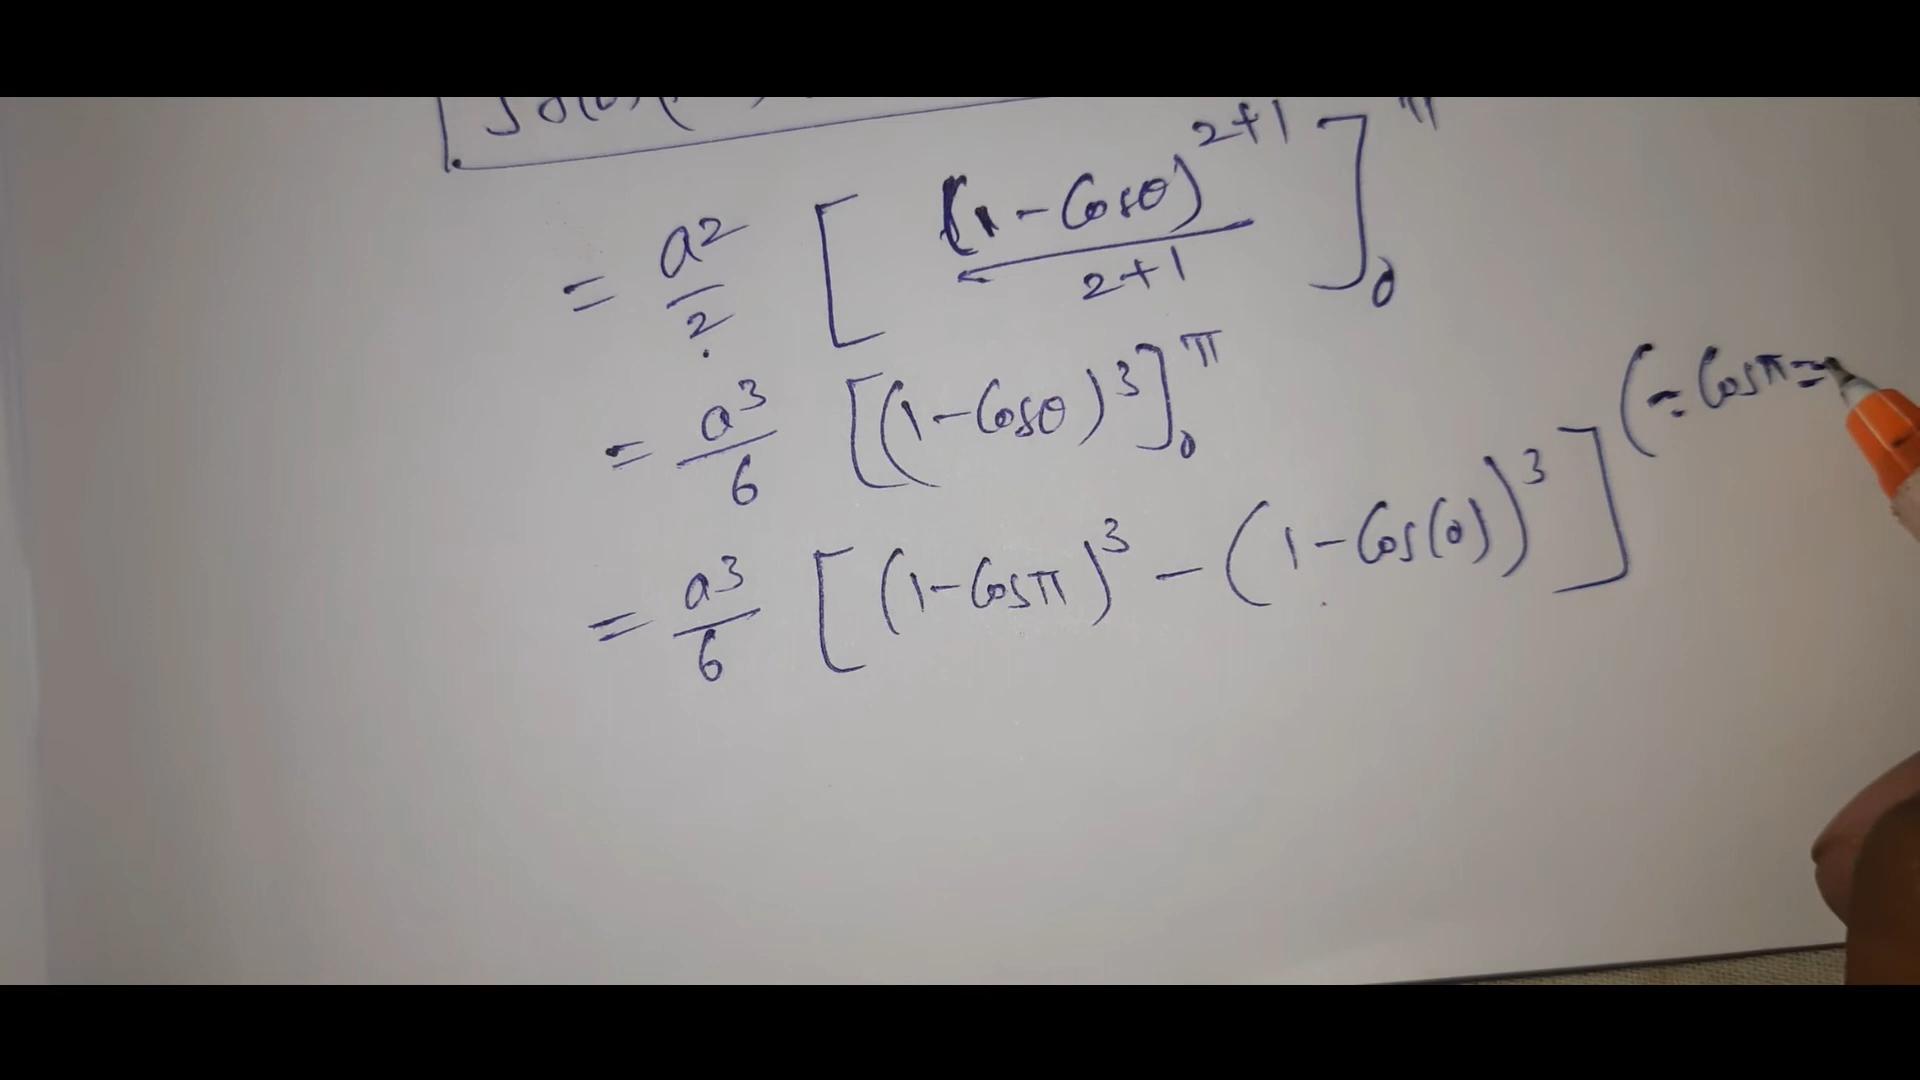 = a²/2 [ (1 - Cosθ)²⁺¹ / 2+1 ]₀^π
= a³/6 [(1 - Cosθ)³]₀^π
(∵ Cosπ =
= a³/6 [ (1 - Cosπ)³ - (1 - Cos(0))³ ]